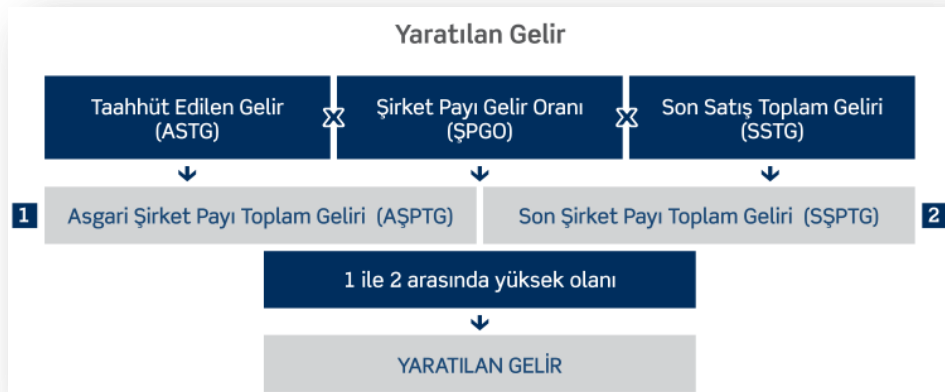 Yaratılan Gelir
Taahhüt Edilen Gelir
(ASTG)
Şirket Payı Gelir Oranı
(ŞPGO)
Son Satış Toplam Geliri
(SSTG)
1
Asgari Şirket Payı Toplam Geliri (AŞPTG)
Son Şirket Payı Toplam Geliri (SŞPTG)
2
1 ile 2 arasında yüksek olanı
YARATILAN GELİR